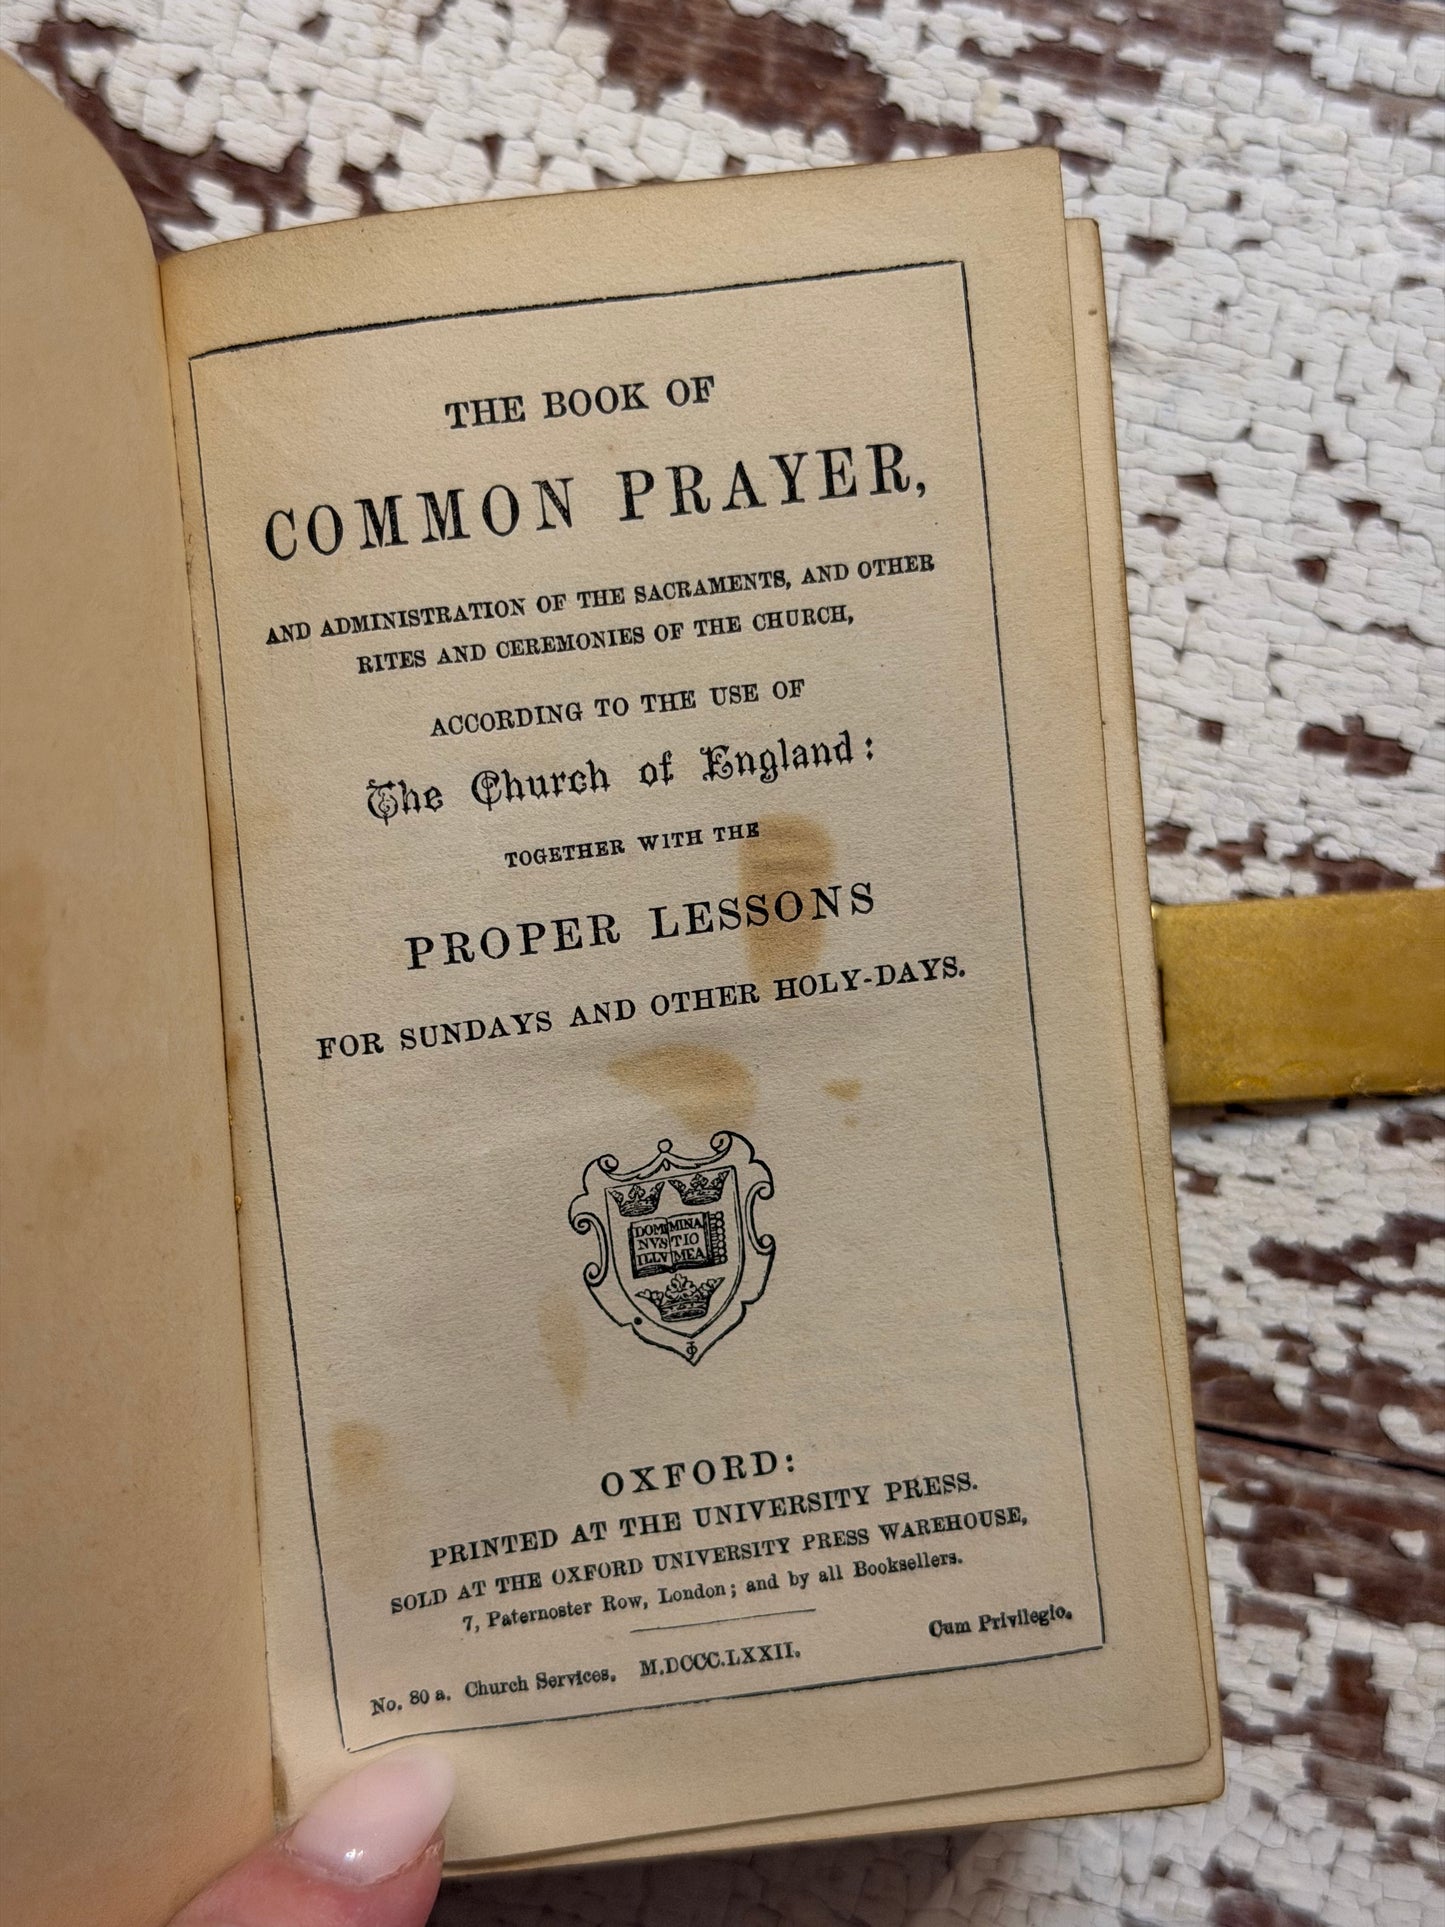 THE BOOK OF
COMMON PRAYER,
AND ADMINISTRATION OF THE SACRAMENTS, AND OTHER
RITES AND CEREMONIES OF THE CHURCH,
ACCORDING TO THE USE OF
The Church of England:
TOGETHER WITH THE
PROPER LESSONS
FOR SUNDAYS AND OTHER HOLY-DAYS.
DOMI MINA
NVS TIO
ILLV MEA
OXFORD:
PRINTED AT THE UNIVERSITY PRESS.
SOLD AT THE OXFORD UNIVERSITY PRESS WAREHOUSE,
7, Paternoster Row, London; and by all Booksellers.
No. 80 a. Church Services. M.DCCC.LXXII. Cum Privilegio.